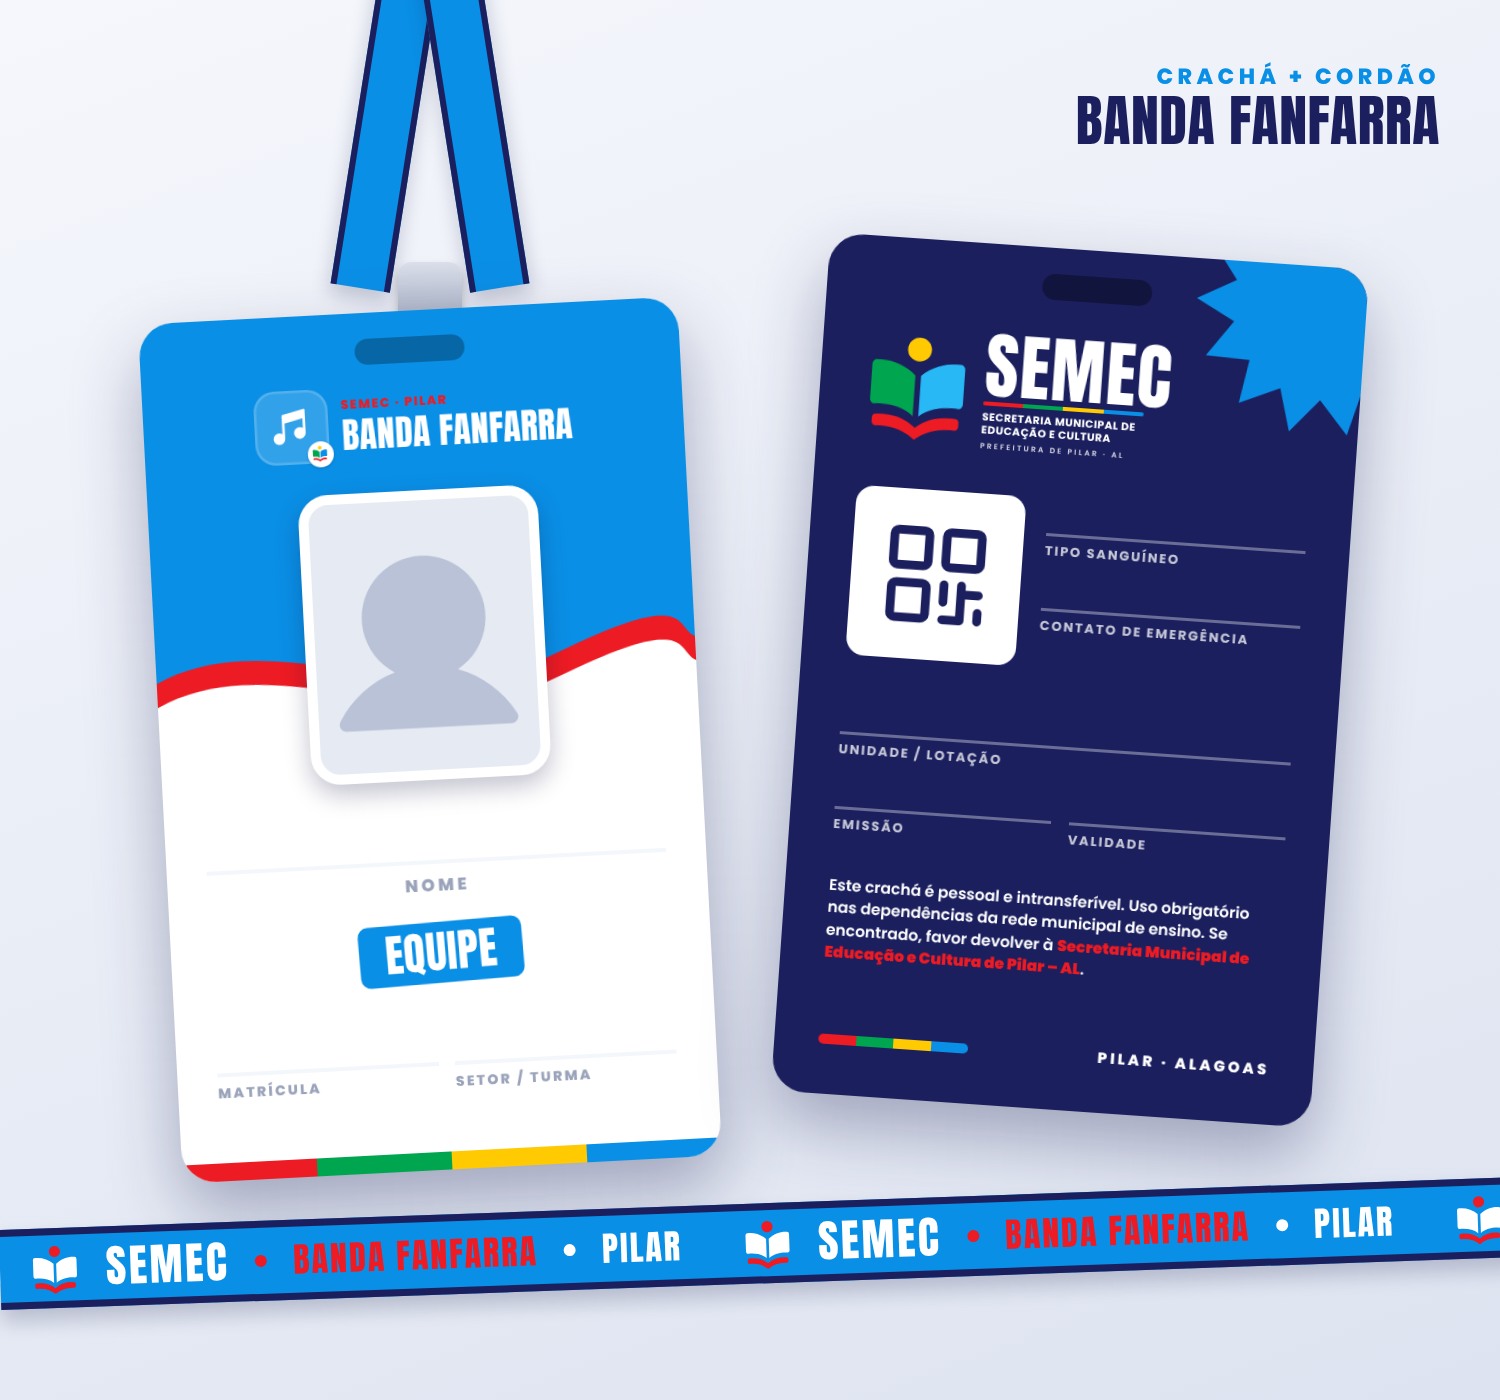 CRACHÁ + CORDÃO
BANDA FANFARRA
SEMEC · PILAR
BANDA FANFARRA
NOME
EQUIPE
MATRÍCULA
SETOR / TURMA
SEMEC
SECRETARIA MUNICIPAL DE
EDUCAÇÃO E CULTURA
PREFEITURA DE PILAR · AL
TIPO SANGUÍNEO
CONTATO DE EMERGÊNCIA
UNIDADE / LOTAÇÃO
EMISSÃO
VALIDADE
Este crachá é pessoal e intransferível. Uso obrigatório
nas dependências da rede municipal de ensino. Se
encontrado, favor devolver à Secretaria Municipal de
Educação e Cultura de Pilar – AL.
PILAR · ALAGOAS
SEMEC • BANDA FANFARRA • PILAR SEMEC • BANDA FANFARRA • PILAR